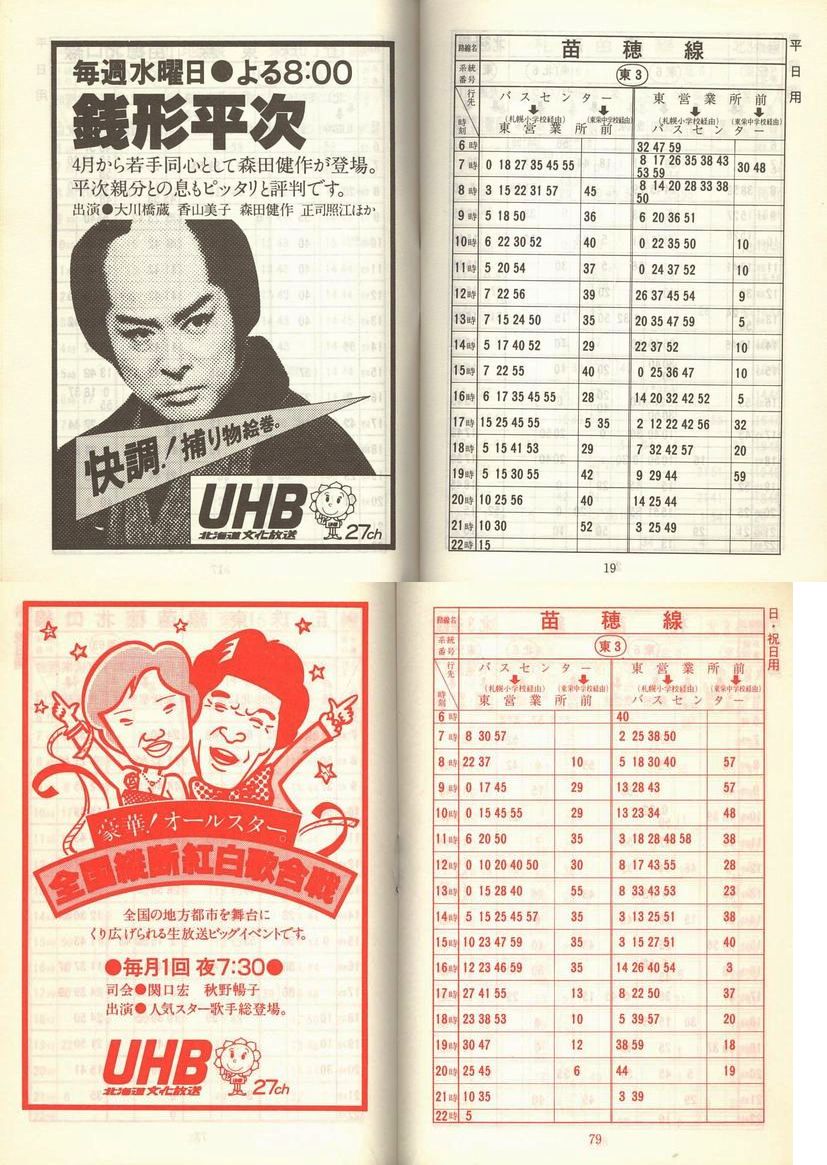 毎週水曜日●よる8:00
銭形平次
4月から若手同心として森田健作が登場。
平次親分との息もピッタリと評判です。
出演●大川橋蔵 香山美子 森田健作 正司照江ほか
快調!捕り物絵巻。
UHB
北海道文化放送
27ch
平日用
路線名 苗穂線
系統番号 東3
行先 時刻
バスセンター 東営業所前
(札幌小学校経由) (東栄中学校経由) (札幌小学校経由) (東栄中学校経由)
東営業所前 バスセンター
6時 32 47 59
7時 0 18 27 35 45 55 8 17 26 35 38 43 53 59 30 48
8時 3 15 22 31 57 45 8 14 20 28 33 38 50
9時 5 18 50 36 6 20 36 51
10時 6 22 30 52 40 0 22 35 50 10
11時 5 20 54 37 0 24 37 52 10
12時 7 22 56 39 26 37 45 54 9
13時 7 15 24 50 35 20 35 47 59 5
14時 5 17 40 52 29 22 37 52 10
15時 7 22 55 40 0 25 36 47 10
16時 6 17 35 45 55 28 14 20 32 42 52 5
17時 15 25 45 55 5 35 2 12 22 42 56 32
18時 5 15 41 53 29 7 32 42 57 20
19時 5 15 30 55 42 9 29 44 59
20時 10 25 56 40 14 25 44
21時 10 30 52 3 25 49
22時 15
19
豪華!オールスター。
全国縦断紅白歌合戦
全国の地方都市を舞台に
くり広げられる生放送ビッグイベントです。
●毎月1回 夜7:30●
司会●関口宏 秋野暢子
出演●人気スター歌手総登場。
UHB
北海道文化放送
27ch
日・祝日用
路線名 苗穂線
系統番号 東3
行先 時刻
バスセンター 東営業所前
(札幌小学校経由) (東栄中学校経由) (札幌小学校経由) (東栄中学校経由)
東営業所前 バスセンター
6時 40
7時 8 30 57 2 25 38 50
8時 22 37 10 5 18 30 40 57
9時 0 17 45 29 13 28 43 57
10時 0 15 45 55 29 13 23 34 48
11時 6 20 50 35 3 18 28 48 58 38
12時 0 10 20 40 50 30 8 17 43 55 28
13時 0 15 28 40 55 8 33 43 53 23
14時 5 15 25 45 57 35 3 13 25 51 38
15時 10 23 47 59 35 3 15 27 51 40
16時 12 23 46 59 35 14 26 40 54 3
17時 27 41 55 13 8 22 50 37
18時 23 38 53 10 5 39 57 20
19時 30 47 12 38 59 18
20時 25 45 6 44 19
21時 10 35 3 39
22時 5
79